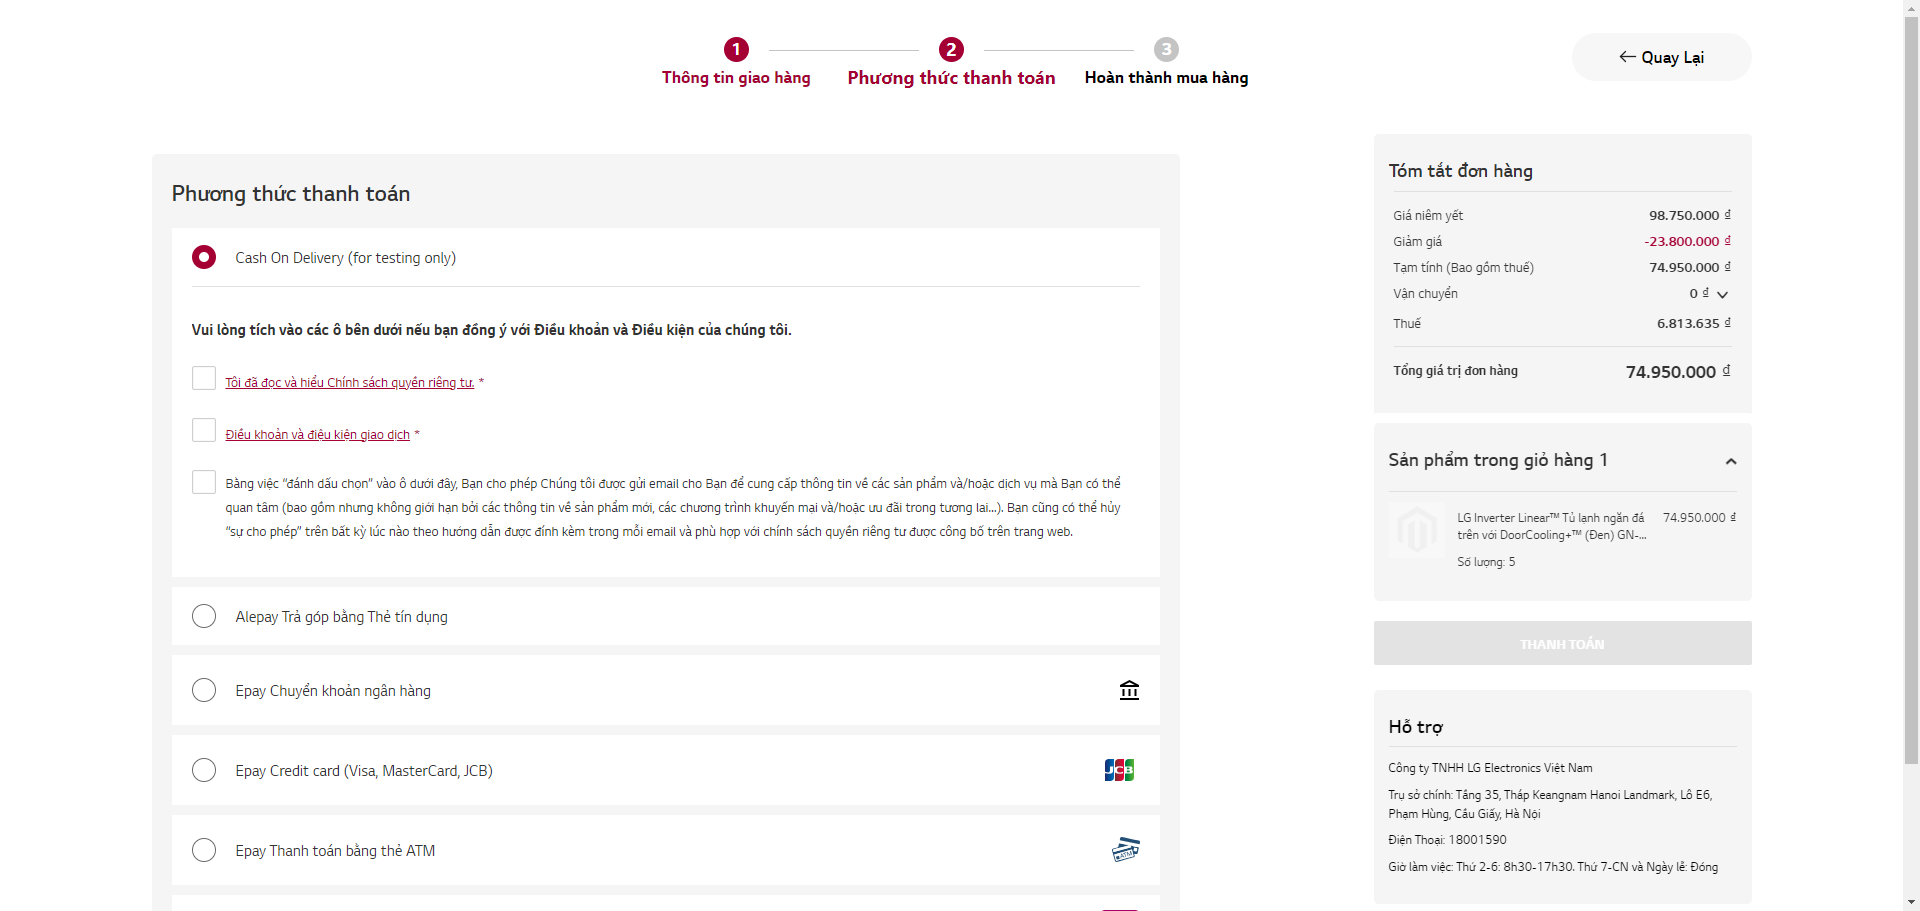 1
2
3
Thông tin giao hàng
Phương thức thanh toán
Hoàn thành mua hàng
Quay Lại
Phương thức thanh toán
Cash On Delivery (for testing only)
Vui lòng tích vào các ô bên dưới nếu bạn đồng ý với Điều khoản và Điều kiện của chúng tôi.
Tôi đã đọc và hiểu Chính sách quyền riêng tư. *
Điều khoản và điệu kiện giao dịch *
Bằng việc “đánh dấu chọn” vào ô dưới đây, Bạn cho phép Chúng tôi được gửi email cho Bạn để cung cấp thông tin về các sản phẩm và/hoặc dịch vụ mà Bạn có thể
quan tâm (bao gồm nhưng không giới hạn bởi các thông tin về sản phẩm mới, các chương trình khuyến mại và/hoặc ưu đãi trong tương lai...). Bạn cũng có thể hủy
“sự cho phép” trên bất kỳ lúc nào theo hướng dẫn được đính kèm trong mỗi email và phù hợp với chính sách quyền riêng tư được công bố trên trang web.
Alepay Trả góp bằng Thẻ tín dụng
Epay Chuyển khoản ngân hàng
Epay Credit card (Visa, MasterCard, JCB)
JCB
Epay Thanh toán bằng thẻ ATM
ATM
Tóm tắt đơn hàng
Giá niêm yết 98.750.000 ₫
Giảm giá -23.800.000 ₫
Tạm tính (Bao gồm thuế) 74.950.000 ₫
Vận chuyển 0 ₫
Thuế 6.813.635 ₫
Tổng giá trị đơn hàng 74.950.000 ₫
Sản phẩm trong giỏ hàng 1
LG Inverter Linear™ Tủ lạnh ngăn đá 74.950.000 ₫
trên với DoorCooling+™ (Đen) GN-...
Số lượng: 5
THANH TOÁN
Hỗ trợ
Công ty TNHH LG Electronics Việt Nam
Trụ sở chính: Tầng 35, Tháp Keangnam Hanoi Landmark, Lô E6,
Phạm Hùng, Cầu Giấy, Hà Nội
Điện Thoại: 18001590
Giờ làm việc: Thứ 2-6: 8h30-17h30. Thứ 7-CN và Ngày lễ: Đóng